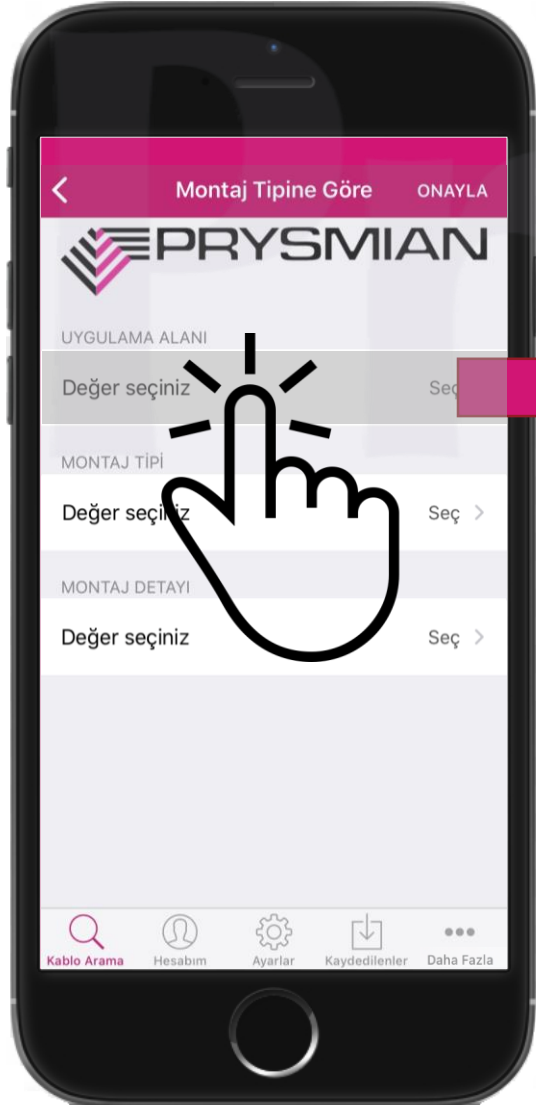 Montaj Tipine Göre ONAYLA
PRYSMIAN
UYGULAMA ALANI
Değer seçiniz Seç
MONTAJ TİPİ
Değer seçiniz Seç
MONTAJ DETAYI
Değer seçiniz Seç
Kablo Arama Hesabım Ayarlar Kaydedilenler Daha Fazla